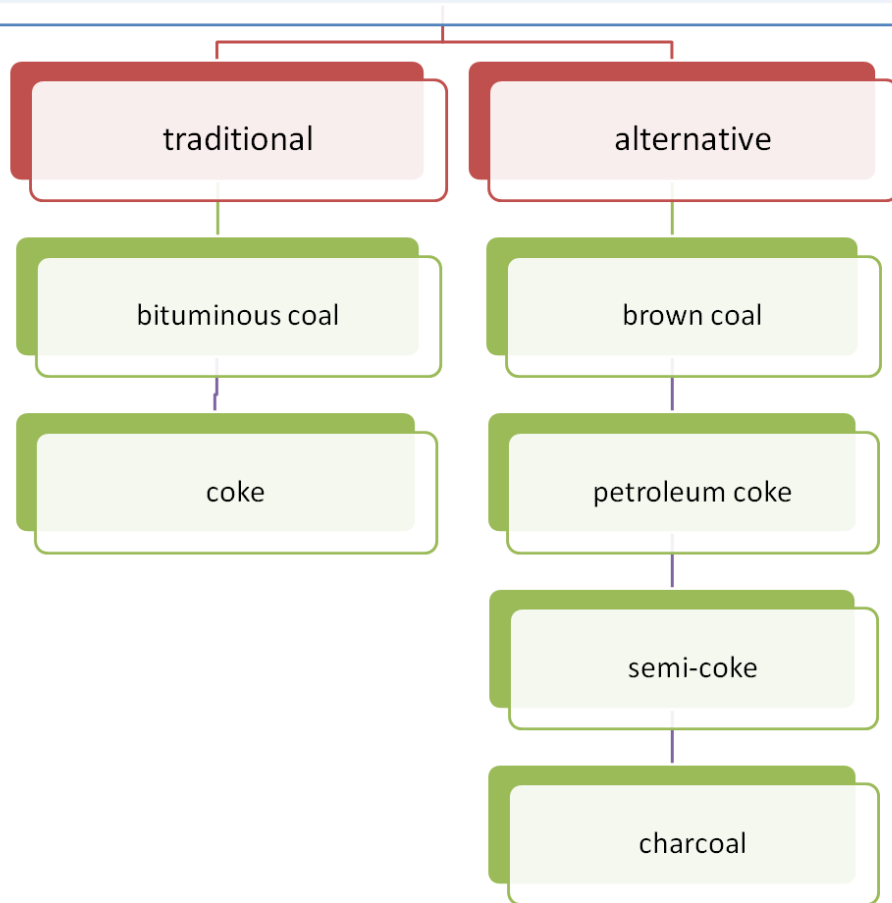 traditional
alternative
bituminous coal
brown coal
coke
petroleum coke
semi-coke
charcoal